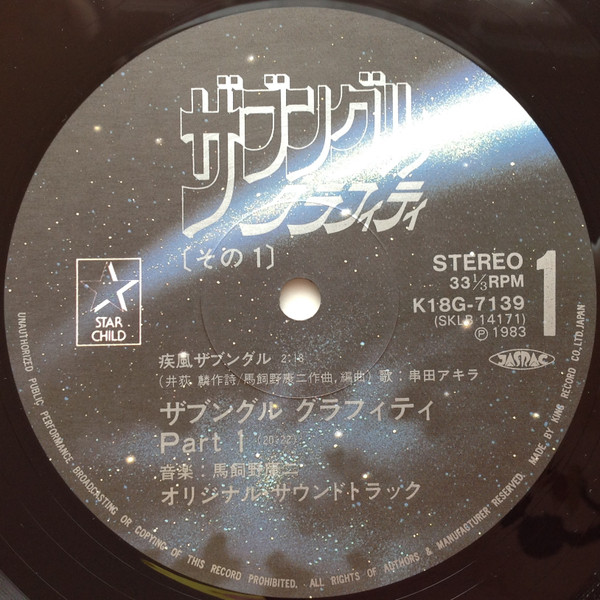 ザブングル
グラフィティ
〔その1〕
STAR
CHILD
STEREO
33⅓RPM
K18G-7139
(SKLB 14171)
Ⓟ 1983
1
疾風ザブングル 2:18
(井荻 麟作詩/馬飼野康二作曲,編曲) 歌:串田アキラ
JASRAC
ザブングル グラフィティ
Part 1 (20:22)
音楽:馬飼野康二
オリジナル・サウンドトラック
UNAUTHORIZED PUBLIC PERFORMANCE BROADCASTING OR COPYING OF THIS RECORD PROHIBITED. ALL RIGHTS OF AUTHORS & MANUFACTURER RESERVED. MADE BY KING RECORD CO.,LTD.JAPAN